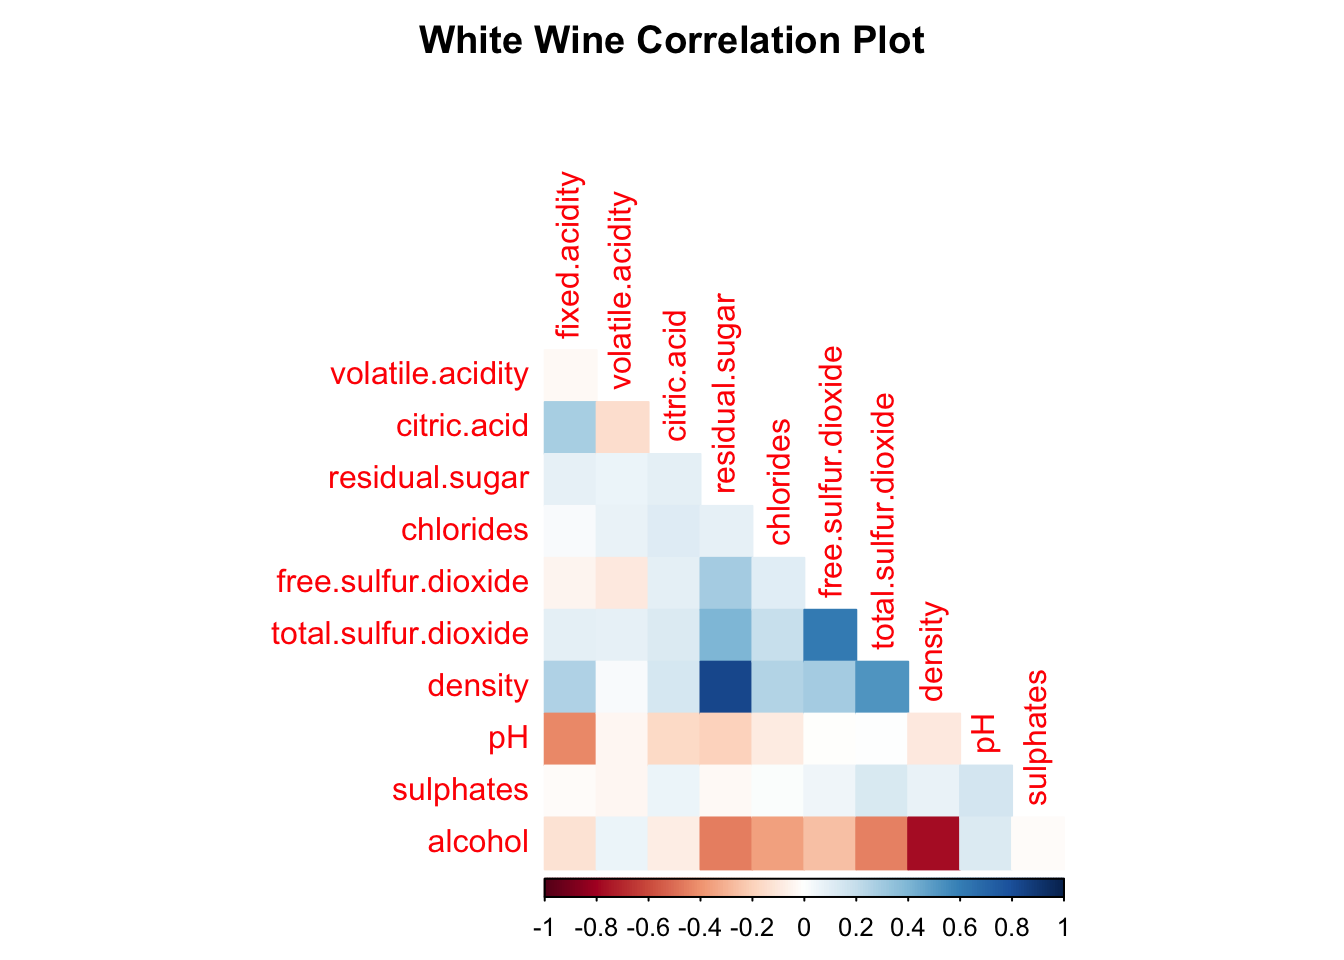 White Wine Correlation Plot
fixed.acidity
volatile.acidity
citric.acid
residual.sugar
chlorides
free.sulfur.dioxide
total.sulfur.dioxide
density
pH
sulphates
volatile.acidity
citric.acid
residual.sugar
chlorides
free.sulfur.dioxide
total.sulfur.dioxide
density
pH
sulphates
alcohol
-1 -0.8 -0.6 -0.4 -0.2 0 0.2 0.4 0.6 0.8 1